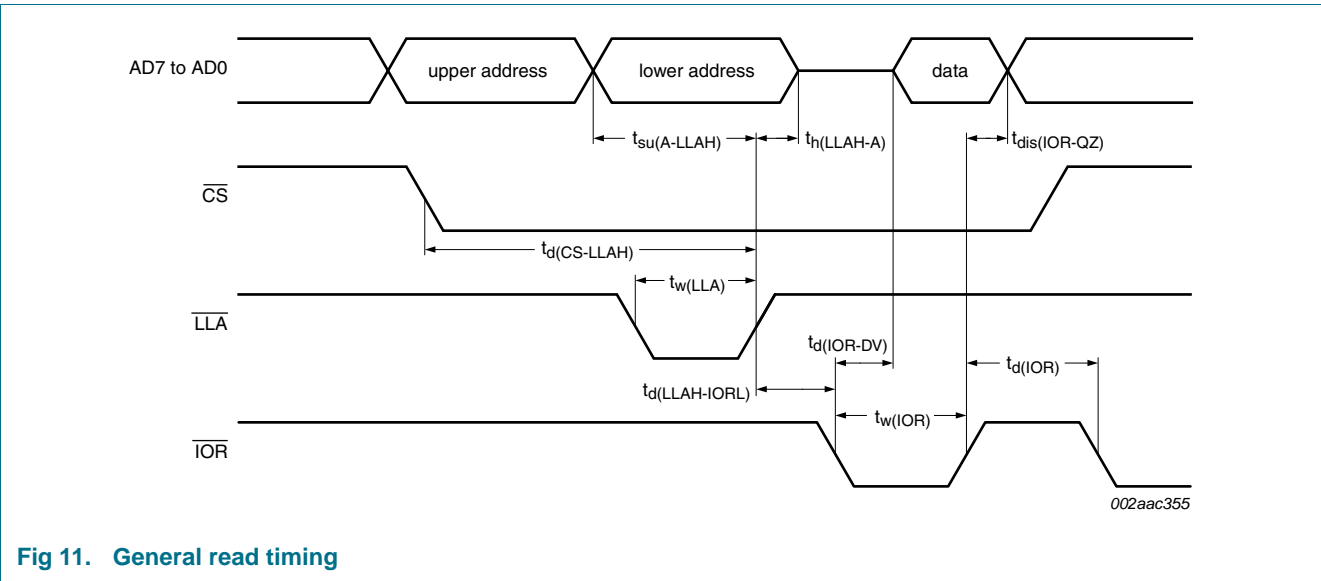 AD7 to AD0
upper address
lower address
data
tsu(A-LLAH)
th(LLAH-A)
tdis(IOR-QZ)
CS
td(CS-LLAH)
tw(LLA)
LLA
td(IOR-DV)
td(IOR)
td(LLAH-IORL)
tw(IOR)
IOR
002aac355
Fig 11. General read timing